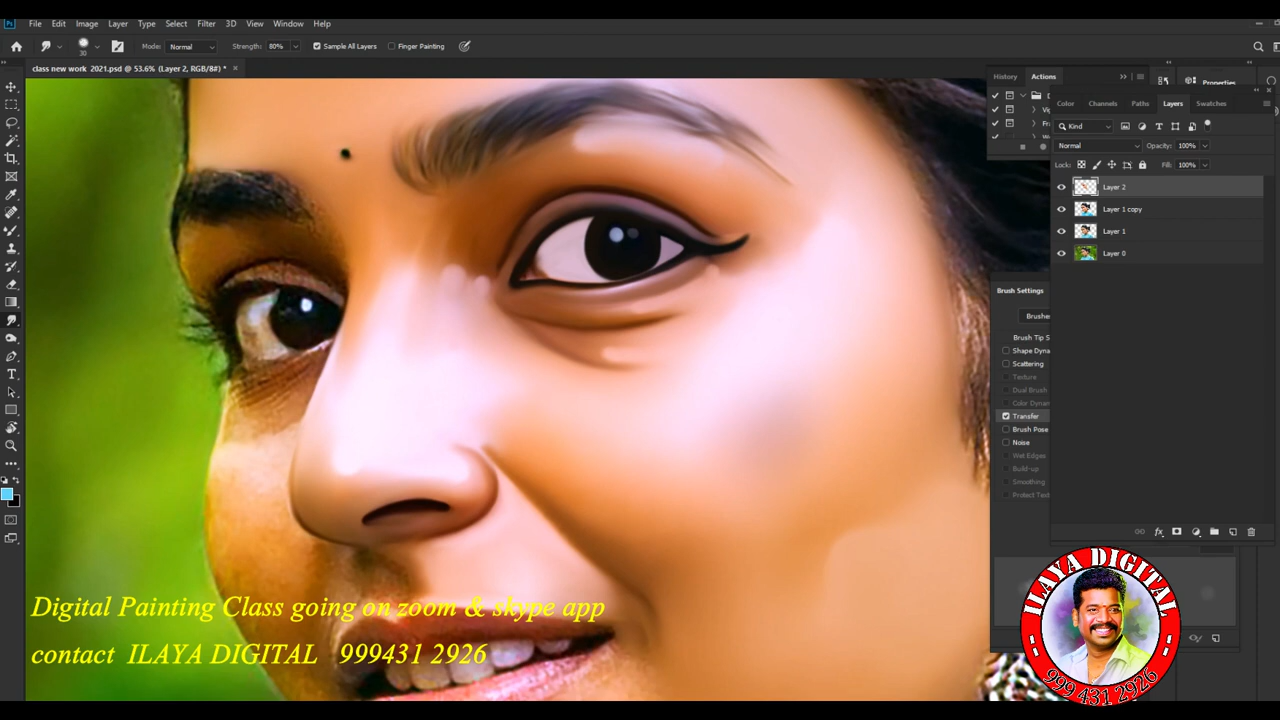 File Edit Image Layer Type Select Filter 3D View Window Help
30 Mode: Normal Strength: 80% Sample All Layers Finger Painting
class new work 2021.psd @ 53.6% (Layer 2, RGB/8#) * ×
History Actions
Properties
Color Channels Paths Layers Swatches
Kind
Normal Opacity: 100%
Lock: Fill: 100%
Layer 2
Layer 1 copy
Layer 1
Layer 0
Brush Settings
Brushe
Brush Tip S
Shape Dyna
Scattering
Texture
Dual Brush
Color Dynam
Transfer
Brush Pose
Noise
Wet Edges
Build-up
Smoothing
Protect Text
Digital Painting Class going on zoom & skype app
contact ILAYA DIGITAL 999431 2926
ILAYA DIGITAL
999 431 2926